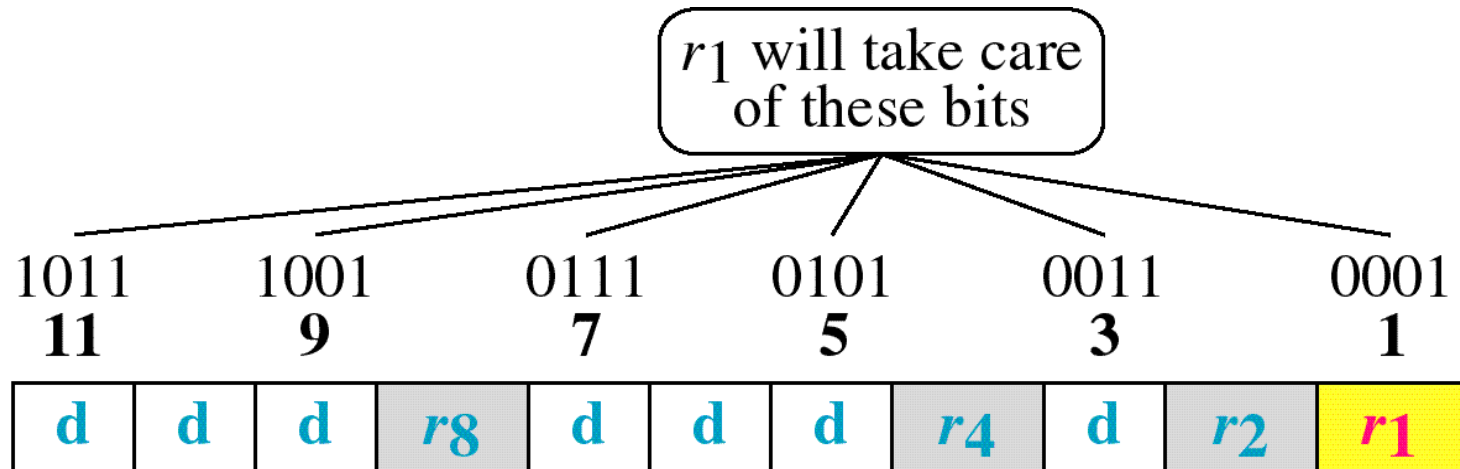 r1 will take care
of these bits
1011 1001 0111 0101 0011 0001
11 9 7 5 3 1
d d d r8 d d d r4 d r2 r1